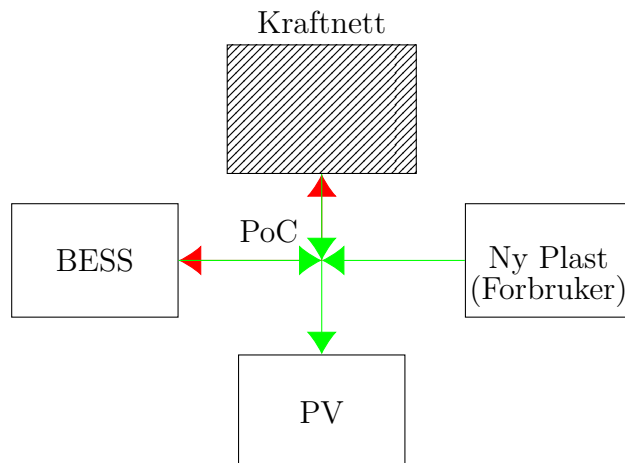 Kraftnett
PoC
BESS
Ny Plast
(Forbruker)
PV